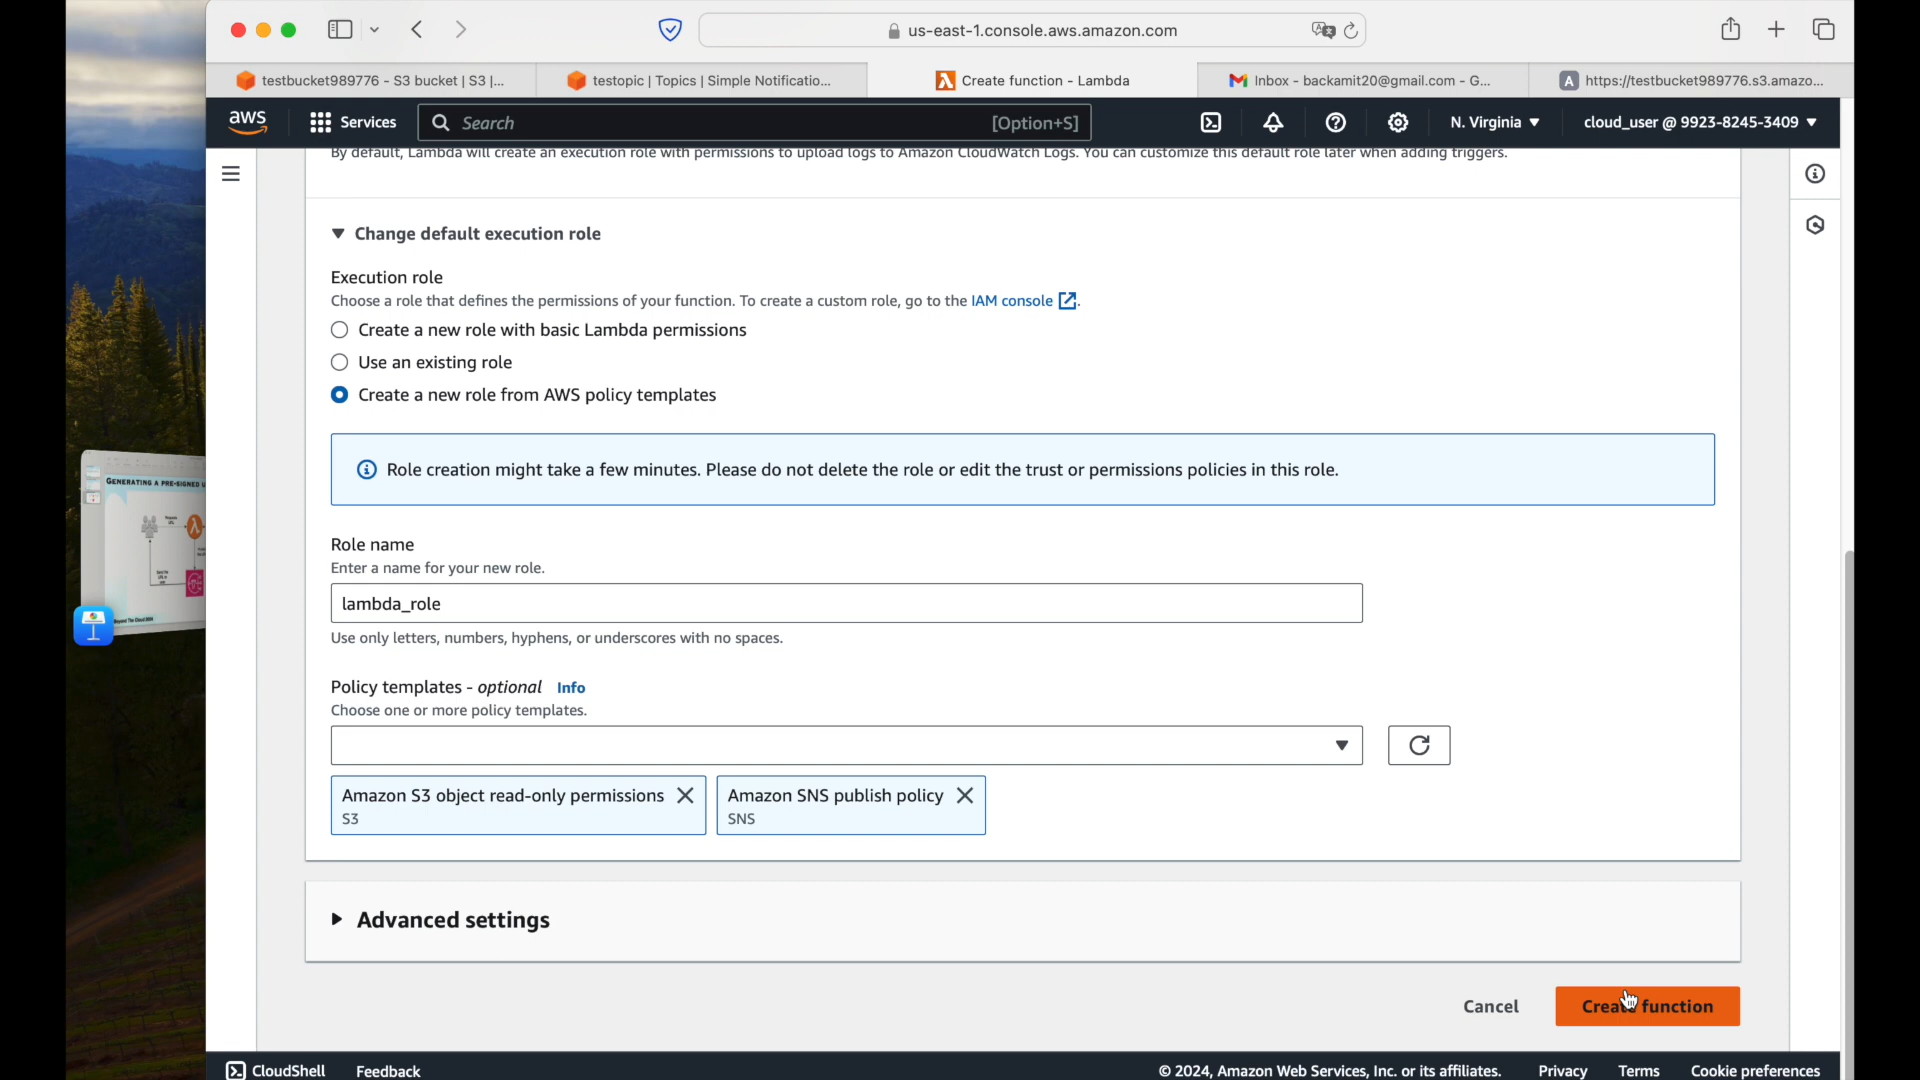 us-east-1.console.aws.amazon.com
testbucket989776 - S3 bucket | S3 |...
testopic | Topics | Simple Notificatio...
Create function - Lambda
Inbox - backamit20@gmail.com - G...
A https://testbucket989776.s3.amazo...
aws
Services
Search
[Option+S]
N. Virginia
cloud_user @ 9923-8245-3409
By default, Lambda will create an execution role with permissions to upload logs to Amazon CloudWatch Logs. You can customize this default role later when adding triggers.
Change default execution role
Execution role
Choose a role that defines the permissions of your function. To create a custom role, go to the IAM console.
Create a new role with basic Lambda permissions
Use an existing role
Create a new role from AWS policy templates
Role creation might take a few minutes. Please do not delete the role or edit the trust or permissions policies in this role.
GENERATING A PRE-SIGNED U
Role name
Enter a name for your new role.
lambda_role
Use only letters, numbers, hyphens, or underscores with no spaces.
Policy templates - optional Info
Choose one or more policy templates.
Amazon S3 object read-only permissions
S3
Amazon SNS publish policy
SNS
Advanced settings
Cancel
Create function
CloudShell
Feedback
© 2024, Amazon Web Services, Inc. or its affiliates.
Privacy
Terms
Cookie preferences